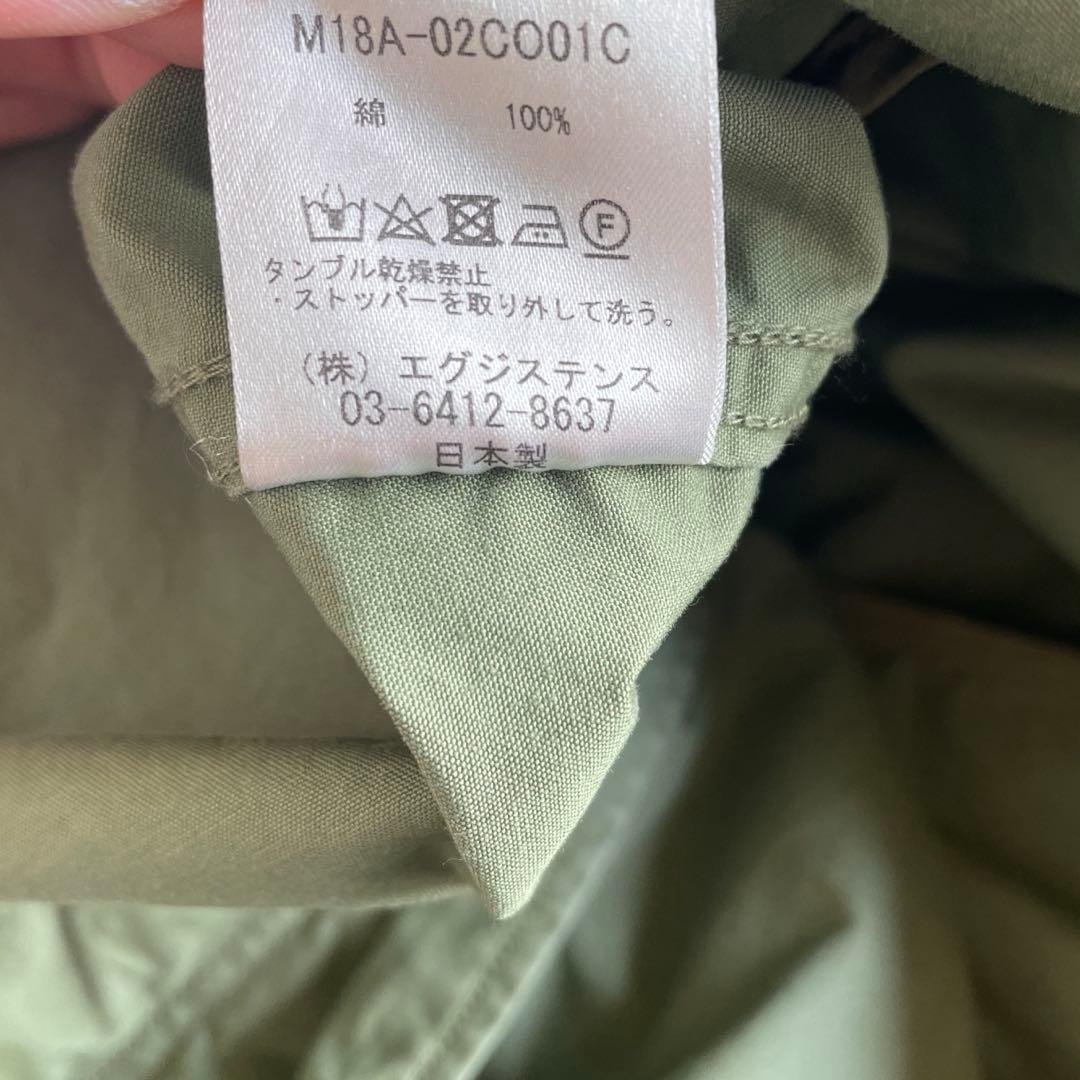 M18A-02CO01C
綿 100%
F
タンブル乾燥禁止
・ストッパーを取り外して洗う。
(株) エグジステンス
03-6412-8637
日本製